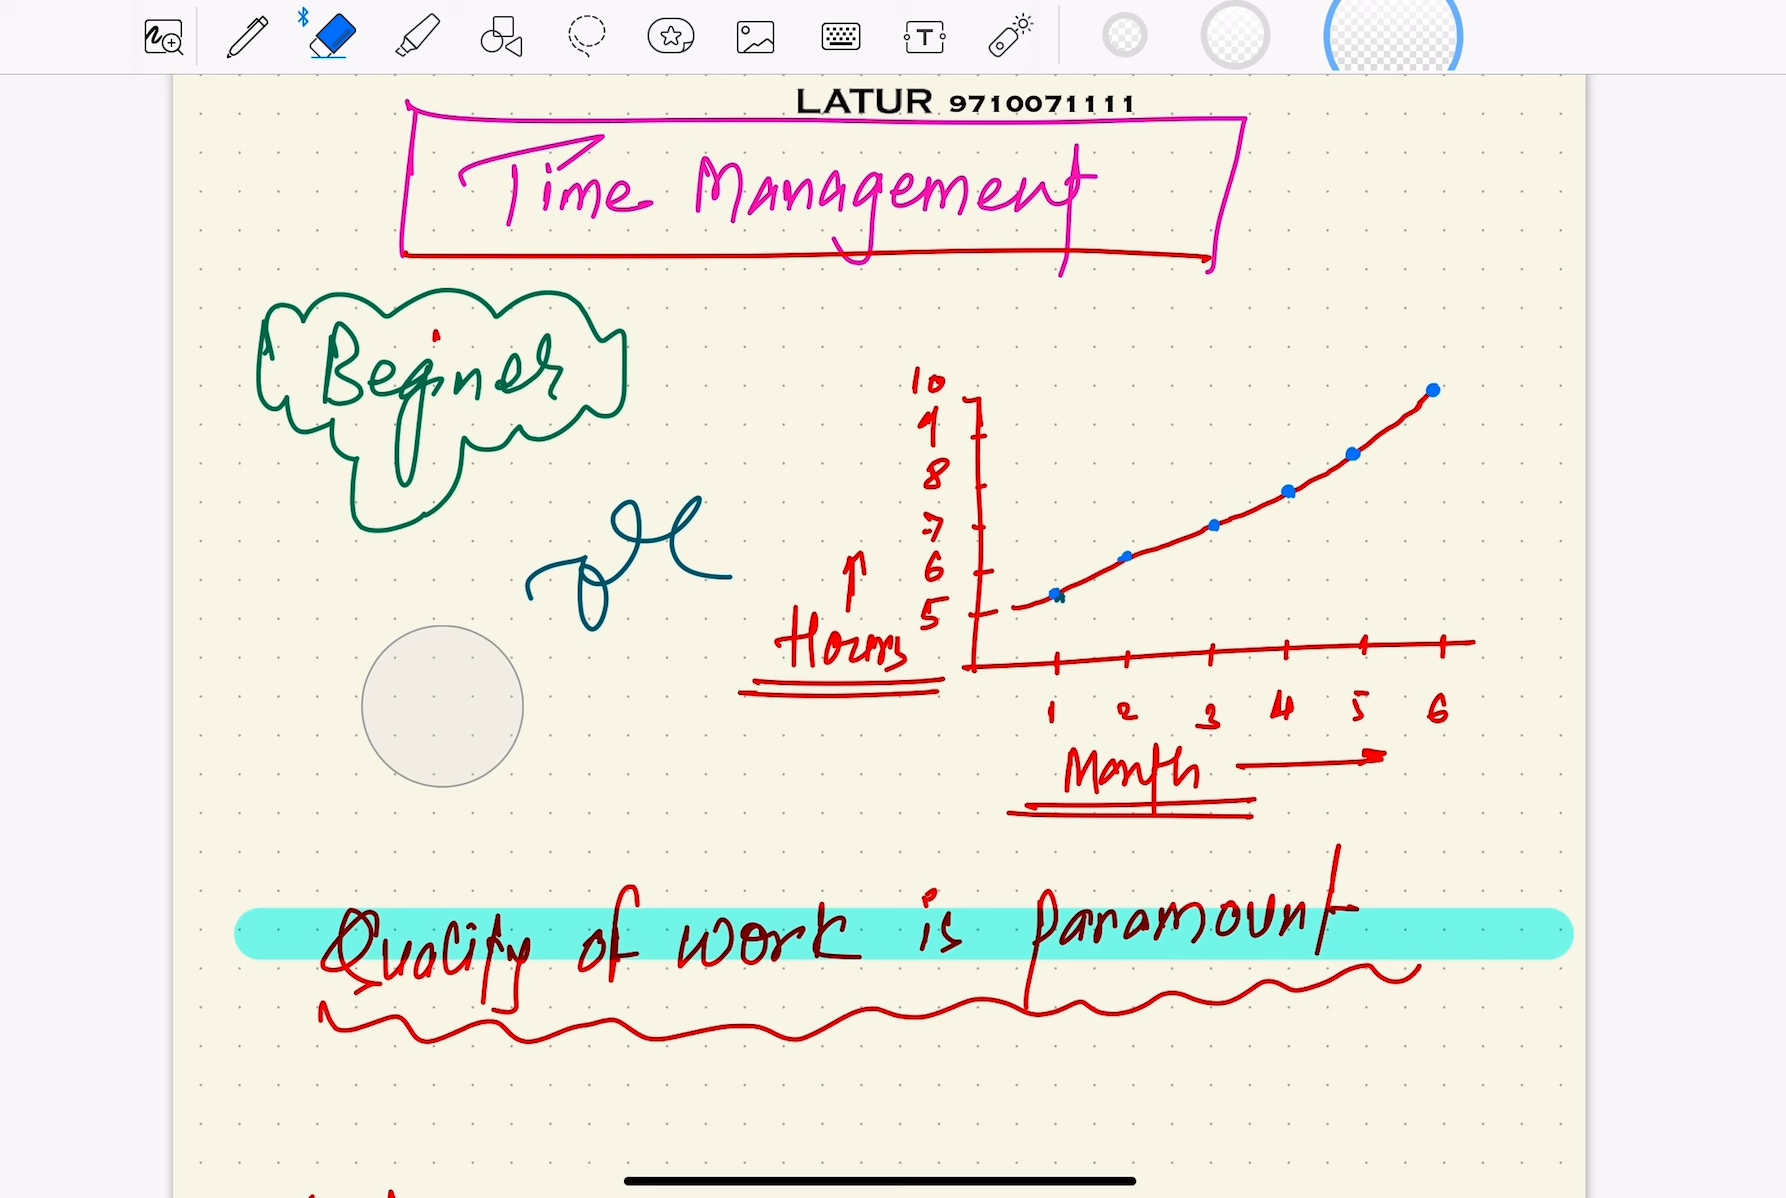 LATUR 9710071111
Time Management
Beginer
10
9
8
7
6
5
Hours
1 2 3 4 5 6
Month
Quality of work is Paramount